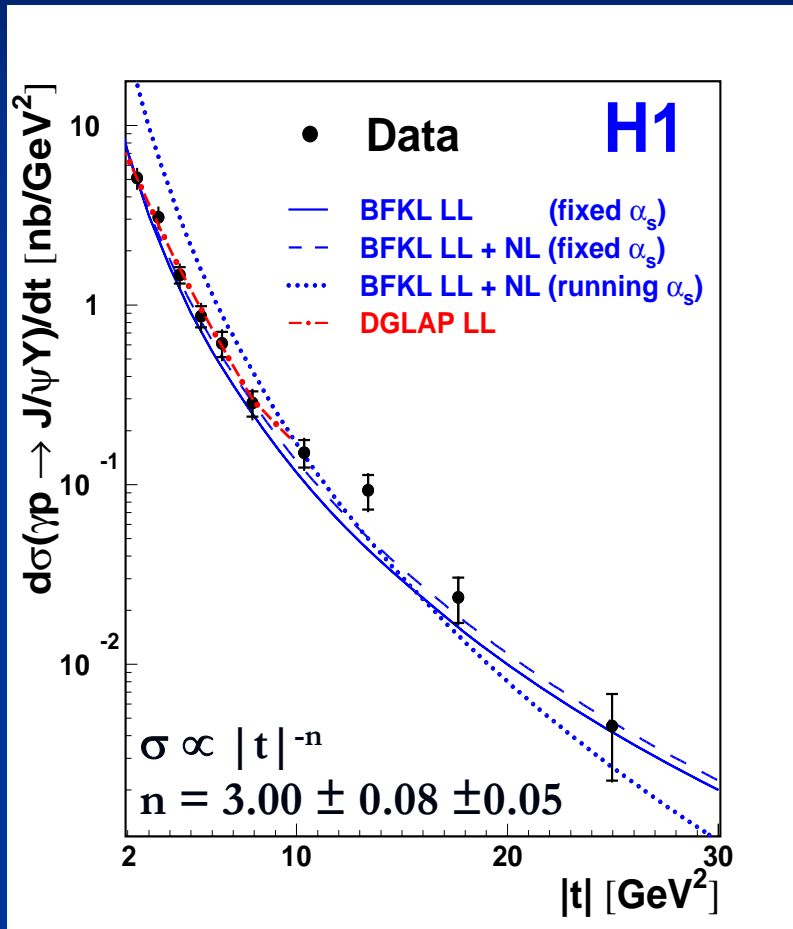 H1
Data
BFKL LL (fixed αs)
BFKL LL + NL (fixed αs)
BFKL LL + NL (running αs)
DGLAP LL
dσ(γp → J/ψY)/dt [nb/GeV²]
10
1
10⁻¹
10⁻²
σ ∝ |t|⁻ⁿ
n = 3.00 ± 0.08 ±0.05
2 10 20 30
|t| [GeV²]